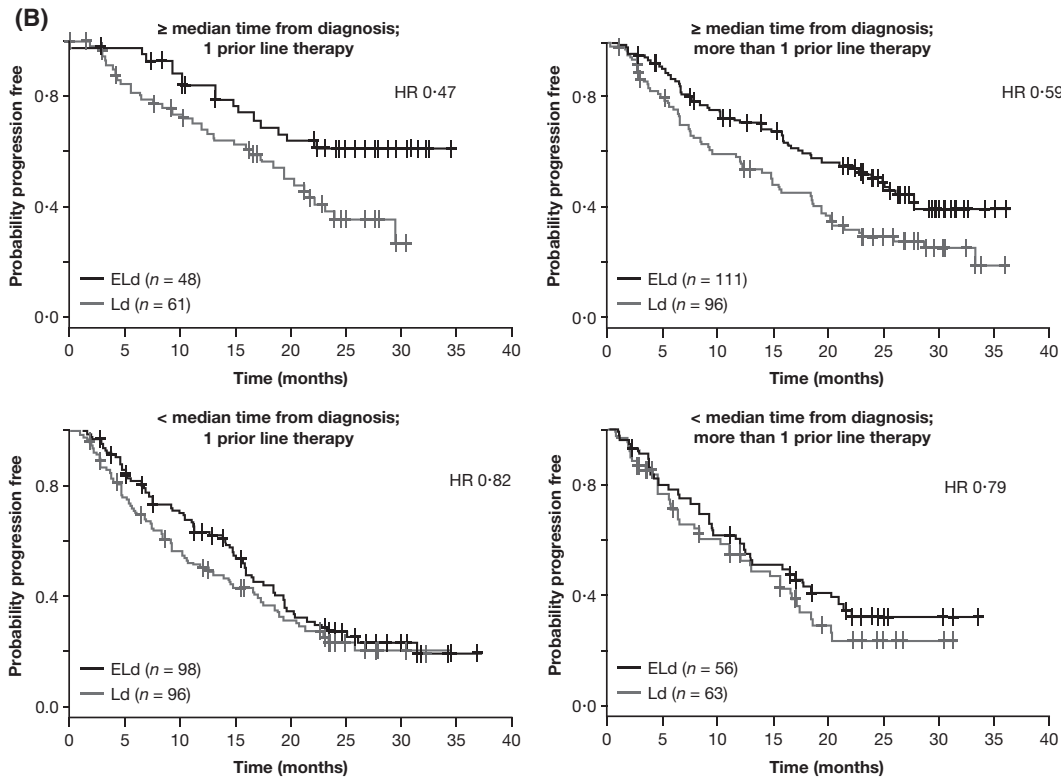 (B)
≥ median time from diagnosis;
1 prior line therapy
HR 0·47
Probability progression free
0·8
0·4
0·0
ELd (n = 48)
Ld (n = 61)
0 5 10 15 20 25 30 35 40
Time (months)
≥ median time from diagnosis;
more than 1 prior line therapy
HR 0·59
Probability progression free
0·8
0·4
0·0
ELd (n = 111)
Ld (n = 96)
0 5 10 15 20 25 30 35 40
Time (months)
< median time from diagnosis;
1 prior line therapy
HR 0·82
Probability progression free
0.8
0.4
0.0
ELd (n = 98)
Ld (n = 96)
0 5 10 15 20 25 30 35 40
Time (months)
< median time from diagnosis;
more than 1 prior line therapy
HR 0·79
Probability progression free
0·8
0·4
0·0
ELd (n = 56)
Ld (n = 63)
0 5 10 15 20 25 30 35 40
Time (months)